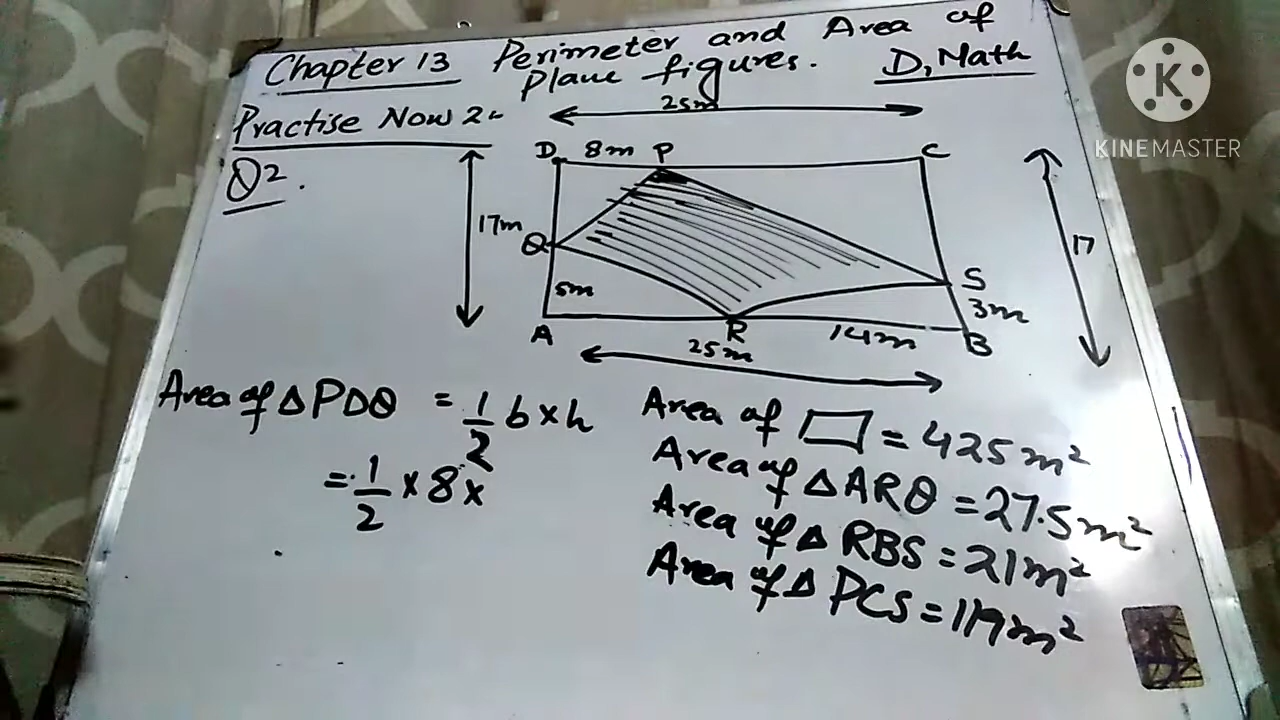 Chapter 13 Perimeter and Area of
Plane figures. D, Math
25m
Practise Now 2:-
Q2.
D 8m P C
17m
Q
5m
S
3m
17
A R 14m B
25m
Area of △ PDQ = 1/2 b × h
= 1/2 × 8 ×
Area of ▱ = 425 m²
Area of △ ARQ = 27.5 m²
Area of △ RBS = 21 m²
Area of △ PCS = 119 m²
K
KINEMASTER